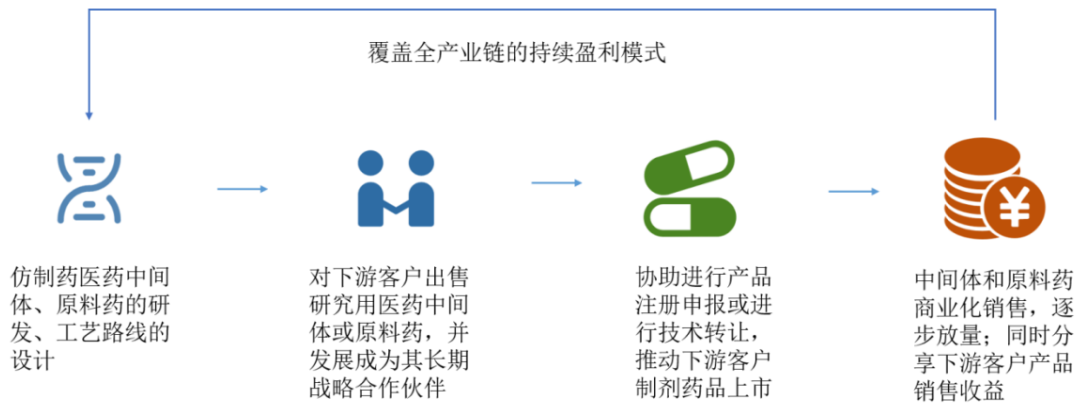 覆盖全产业链的持续盈利模式
仿制药医药中间
体、原料药的研
发、工艺路线的
设计
对下游客户出售
研究用医药中间
体或原料药，并
发展成为其长期
战略合作伙伴
协助进行产品
注册申报或进
行技术转让，
推动下游客户
制剂药品上市
中间体和原料药
商业化销售，逐
步放量；同时分
享下游客户产品
销售收益
¥